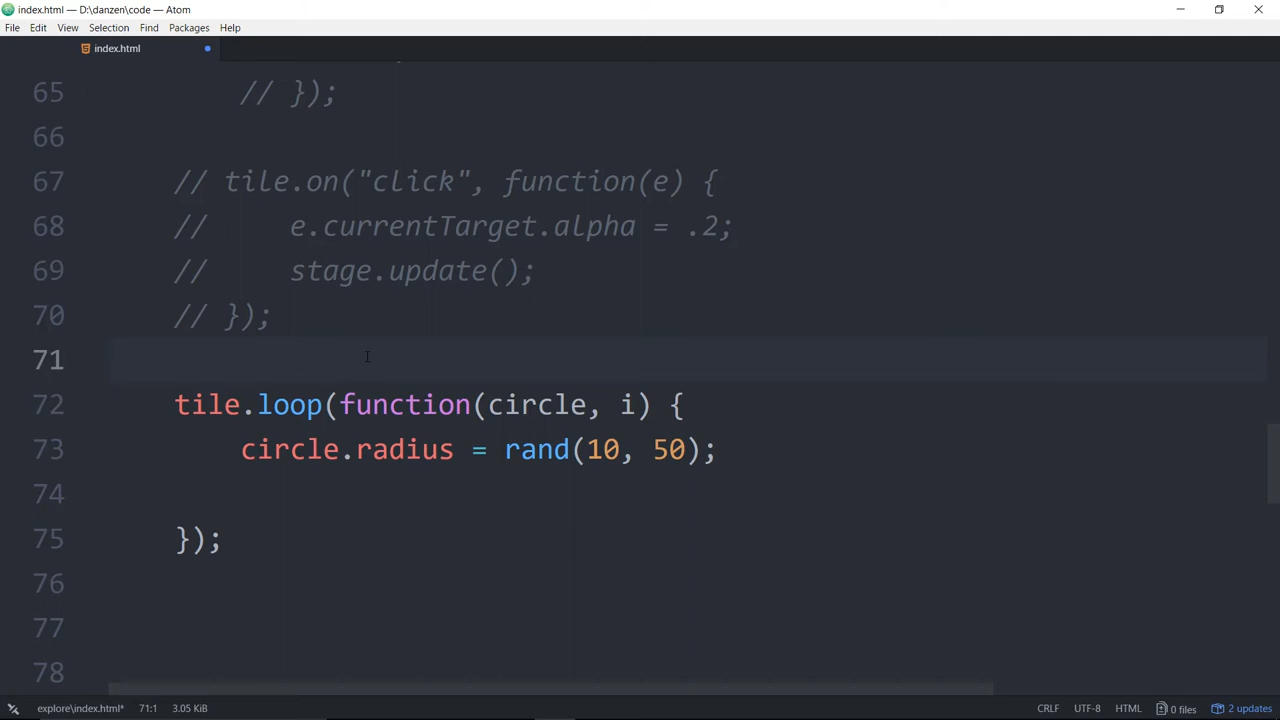 index.html — D:\danzen\code — Atom
File Edit View Selection Find Packages Help
index.html
65 // });
66
67 // tile.on("click", function(e) {
68 // e.currentTarget.alpha = .2;
69 // stage.update();
70 // });
71
72 tile.loop(function(circle, i) {
73 circle.radius = rand(10, 50);
74
75 });
76
77
78
explore\index.html* 71:1 3.05 KiB CRLF UTF-8 HTML 0 files 2 updates